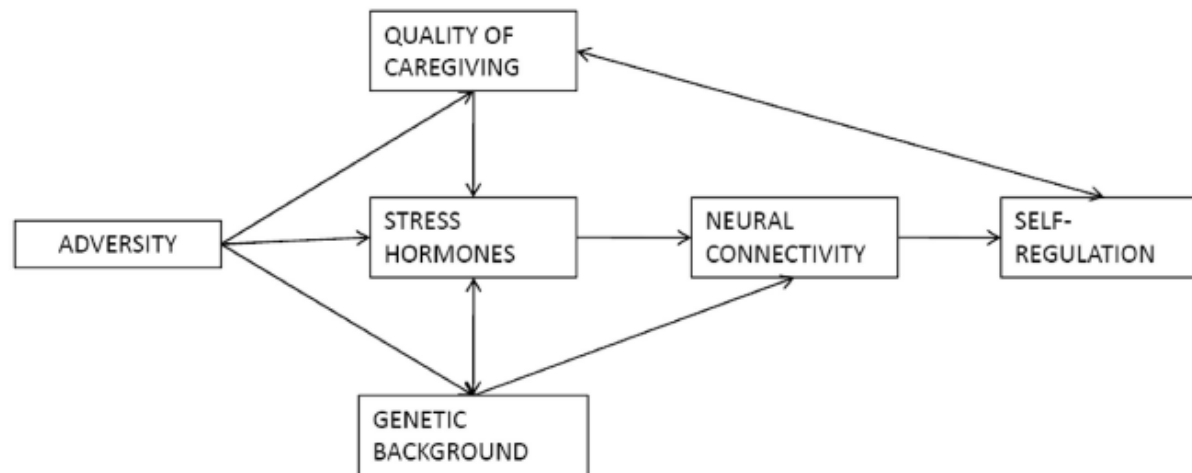 QUALITY OF
CAREGIVING
ADVERSITY
STRESS
HORMONES
NEURAL
CONNECTIVITY
SELF-
REGULATION
GENETIC
BACKGROUND